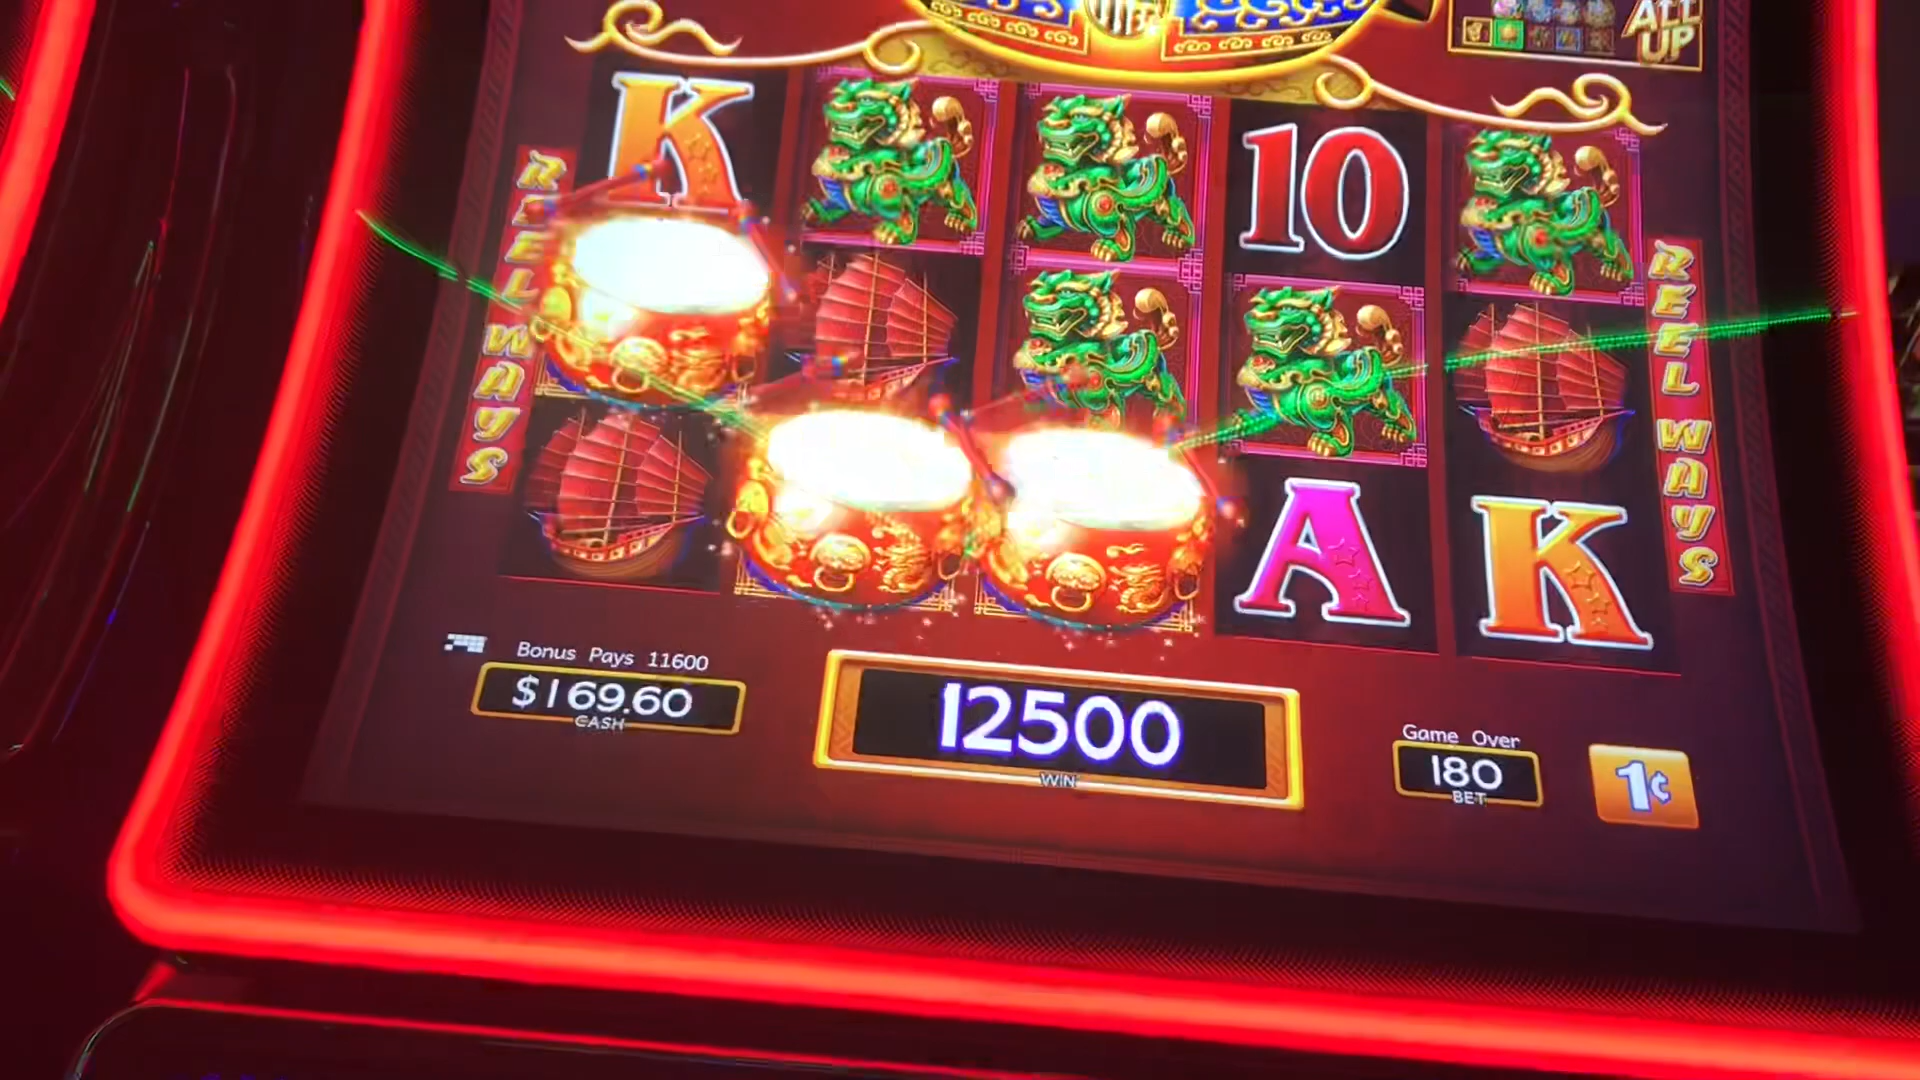 ALL
UP
K
10
REEL WAYS
REEL WAYS
A
K
Bonus Pays 11600
$169.60
CASH
12500
WIN
Game Over
180
BET
1¢